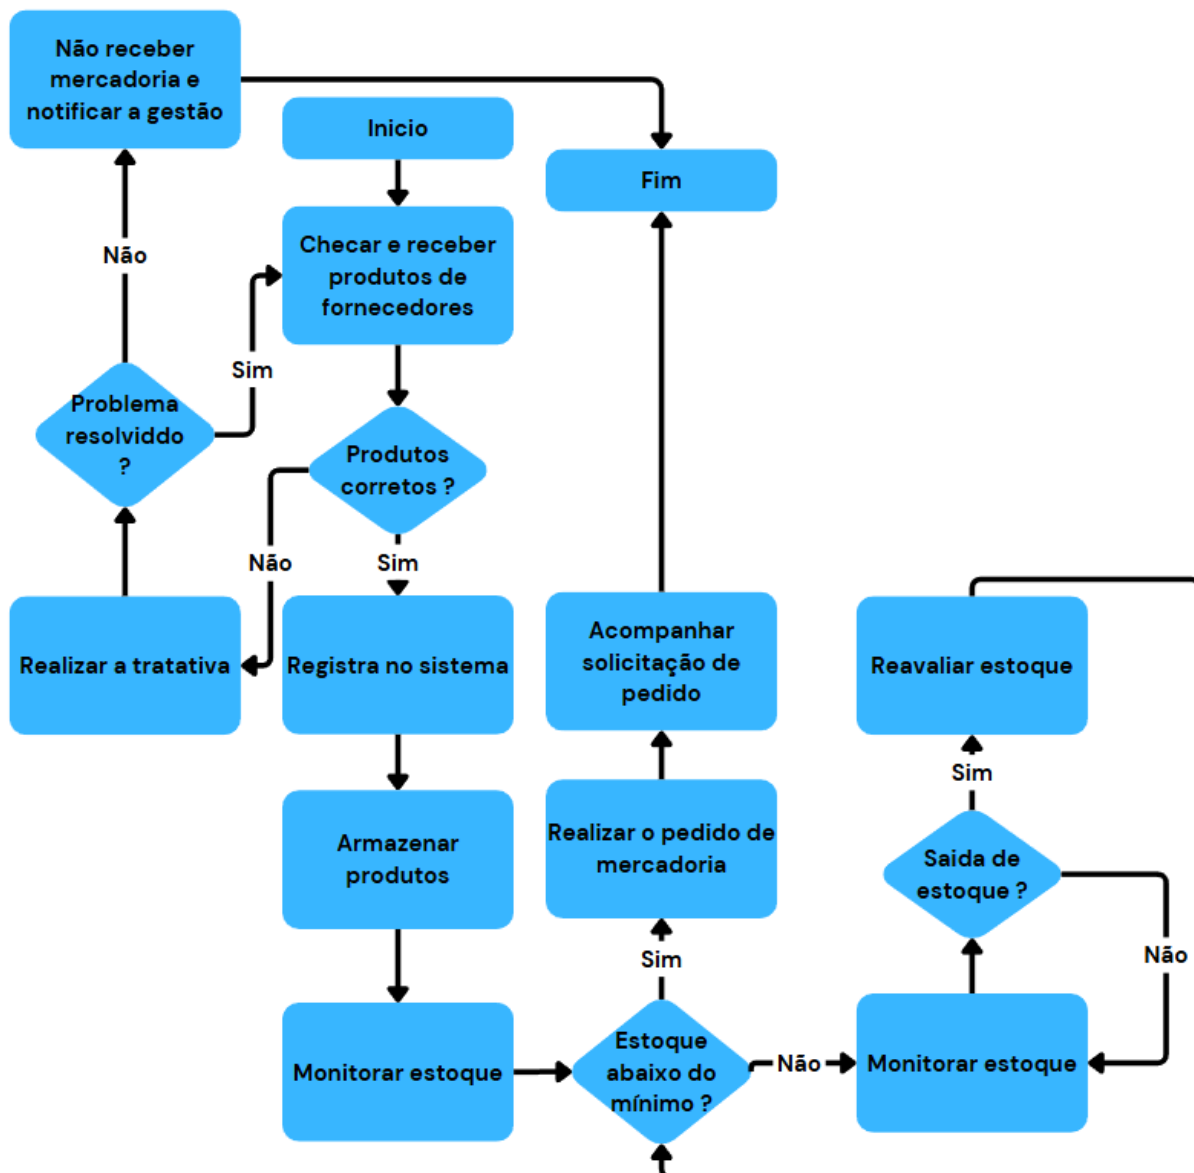 Não receber
mercadoria e
notificar a gestão
Inicio
Fim
Checar e receber
produtos de
fornecedores
Não
Sim
Problema
resolviddo
?
Produtos
corretos ?
Não
Sim
Realizar a tratativa
Registra no sistema
Acompanhar
solicitação de
pedido
Reavaliar estoque
Sim
Armazenar
produtos
Realizar o pedido de
mercadoria
Saida de
estoque ?
Não
Sim
Monitorar estoque
Estoque
abaixo do
mínimo ?
Não
Monitorar estoque